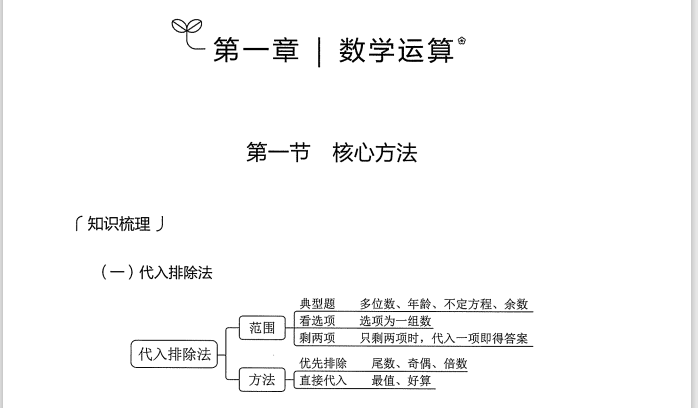 第一章 | 数学运算
第一节 核心方法
知识梳理
（一）代入排除法
代入排除法
范围
典型题 多位数、年龄、不定方程、余数
看选项 选项为一组数
剩两项 只剩两项时，代入一项即得答案
方法
优先排除 尾数、奇偶、倍数
直接代入 最值、好算